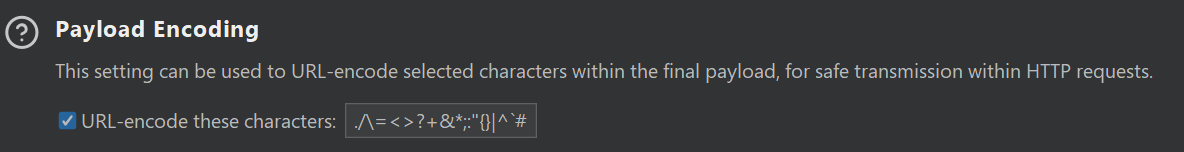 Payload Encoding
This setting can be used to URL-encode selected characters within the final payload, for safe transmission within HTTP requests.
URL-encode these characters: ./\=<>?+&*;:"{}|^`#